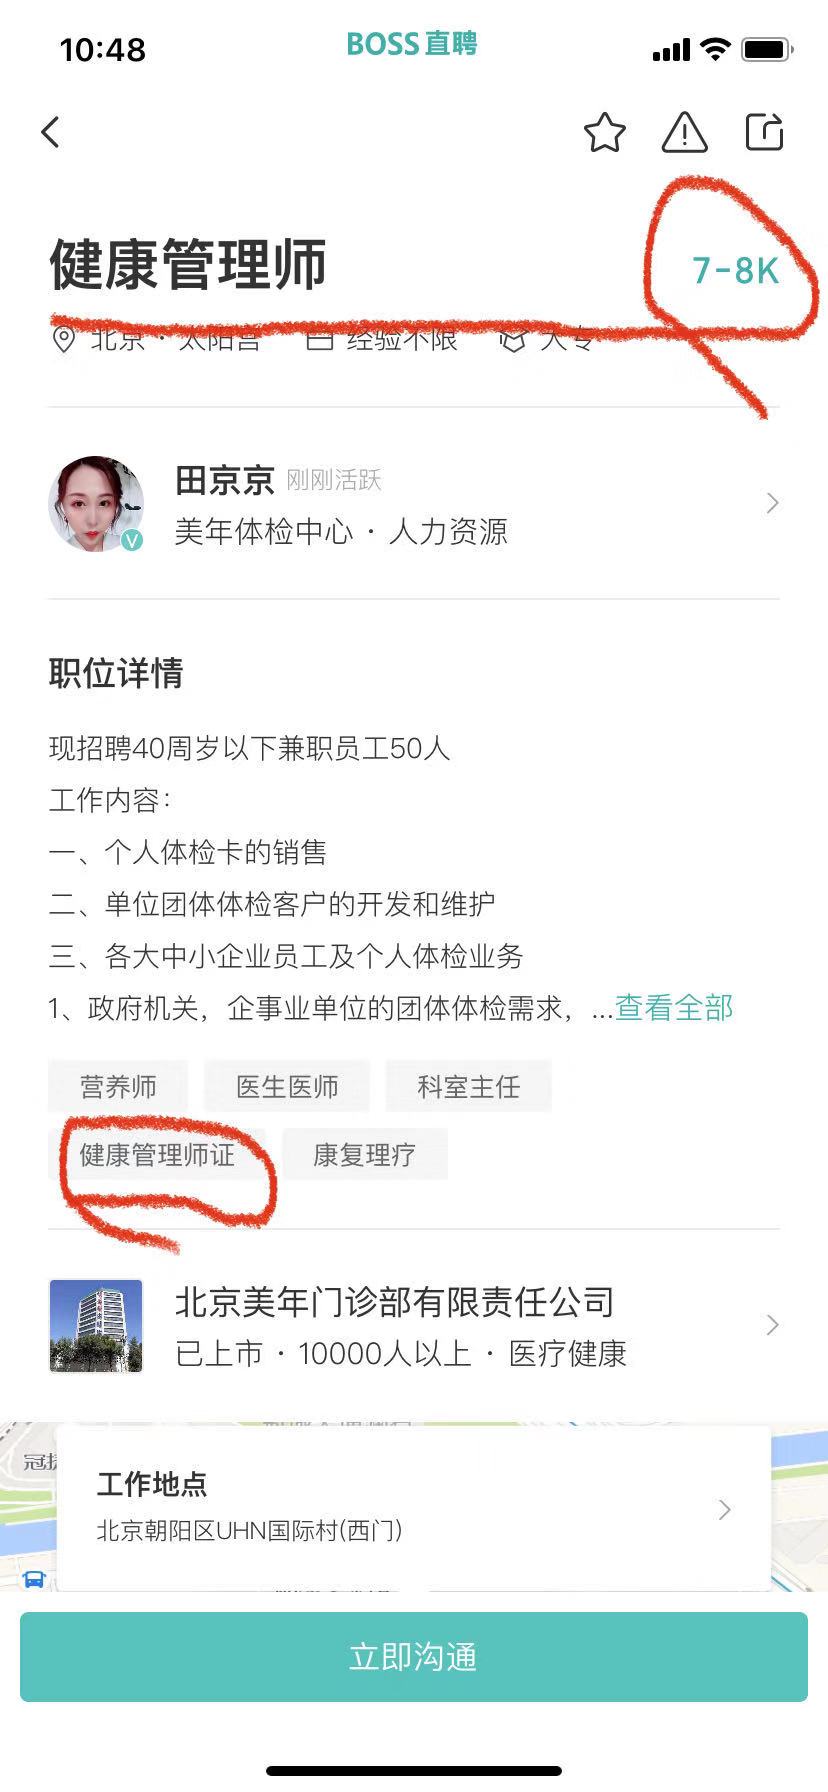 10:48
BOSS直聘
健康管理师
7-8K
北京·太阳宫 经验不限 大专
田京京 刚刚活跃
美年体检中心·人力资源
职位详情
现招聘40周岁以下兼职员工50人
工作内容：
一、个人体检卡的销售
二、单位团体体检客户的开发和维护
三、各大中小企业员工及个人体检业务
1、政府机关，企事业单位的团体体检需求，...查看全部
营养师 医生医师 科室主任
健康管理师证 康复理疗
北京美年门诊部有限责任公司
已上市·10000人以上·医疗健康
工作地点
北京朝阳区UHN国际村(西门)
立即沟通